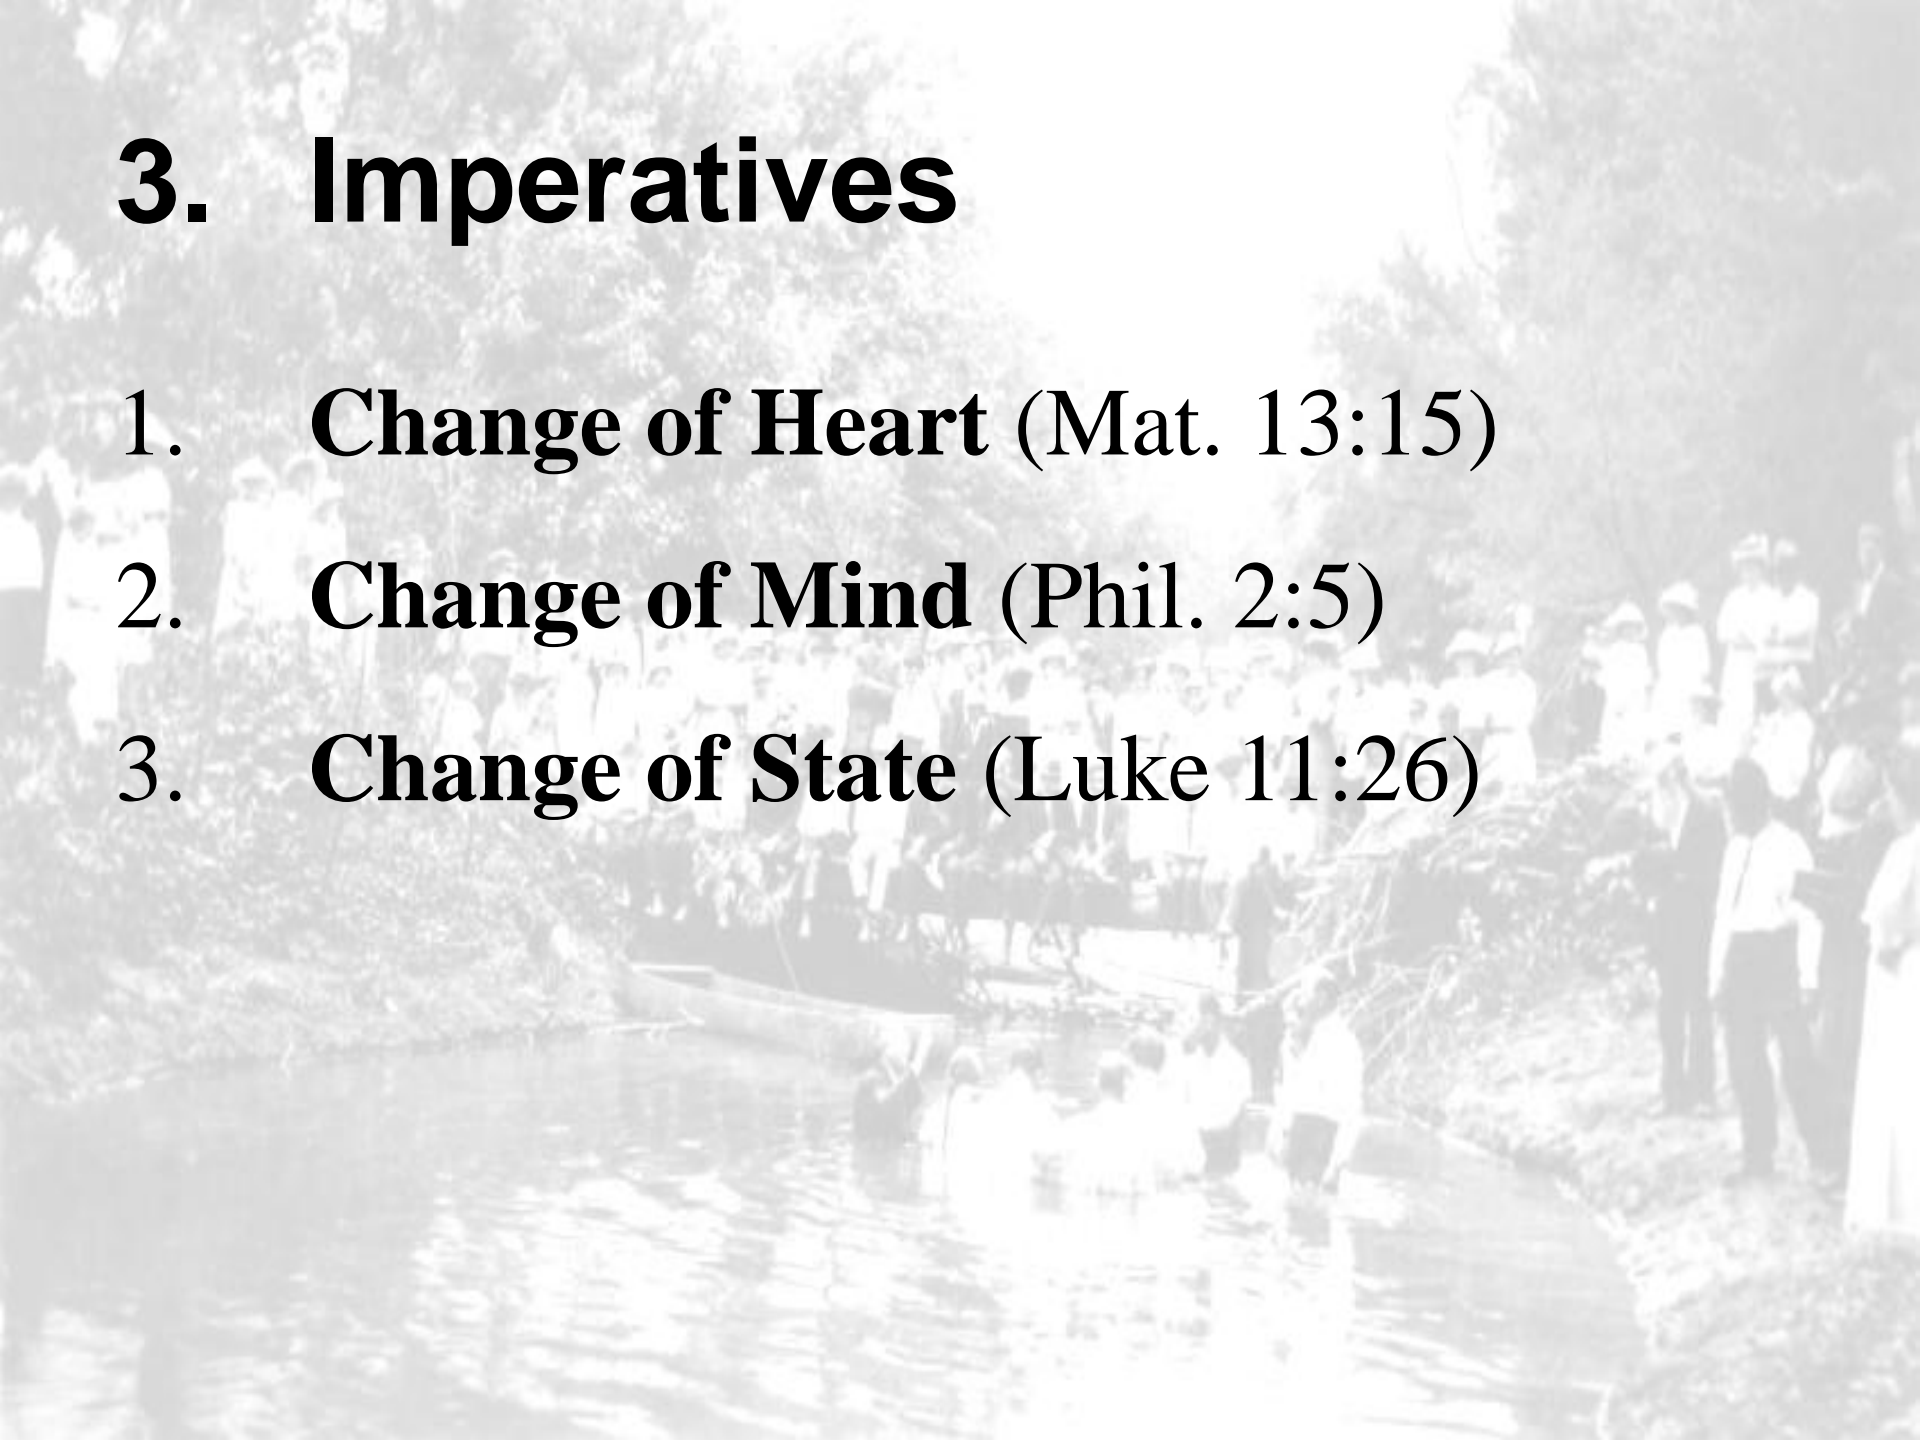 3. Imperatives
1. Change of Heart (Mat. 13:15)
2. Change of Mind (Phil. 2:5)
3. Change of State (Luke 11:26)